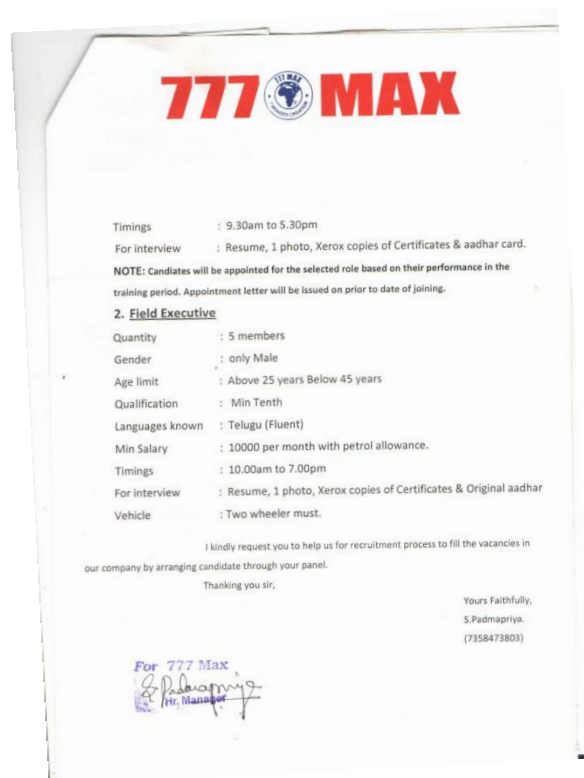 777 MAX
777 MAX
Timings : 9.30am to 5.30pm
For interview : Resume, 1 photo, Xerox copies of Certificates & aadhar card.
NOTE: Candiates will be appointed for the selected role based on their performance in the
training period. Appointment letter will be issued on prior to date of joining.
2. Field Executive
Quantity : 5 members
Gender : only Male
Age limit : Above 25 years Below 45 years
Qualification : Min Tenth
Languages known : Telugu (Fluent)
Min Salary : 10000 per month with petrol allowance.
Timings : 10.00am to 7.00pm
For interview : Resume, 1 photo, Xerox copies of Certificates & Original aadhar
Vehicle : Two wheeler must.
I kindly request you to help us for recruitment process to fill the vacancies in
our company by arranging candidate through your panel.
Thanking you sir,
Yours Faithfully,
S.Padmapriya.
(7358473803)
For 777 Max
S Padmapriya
Hr. Manager